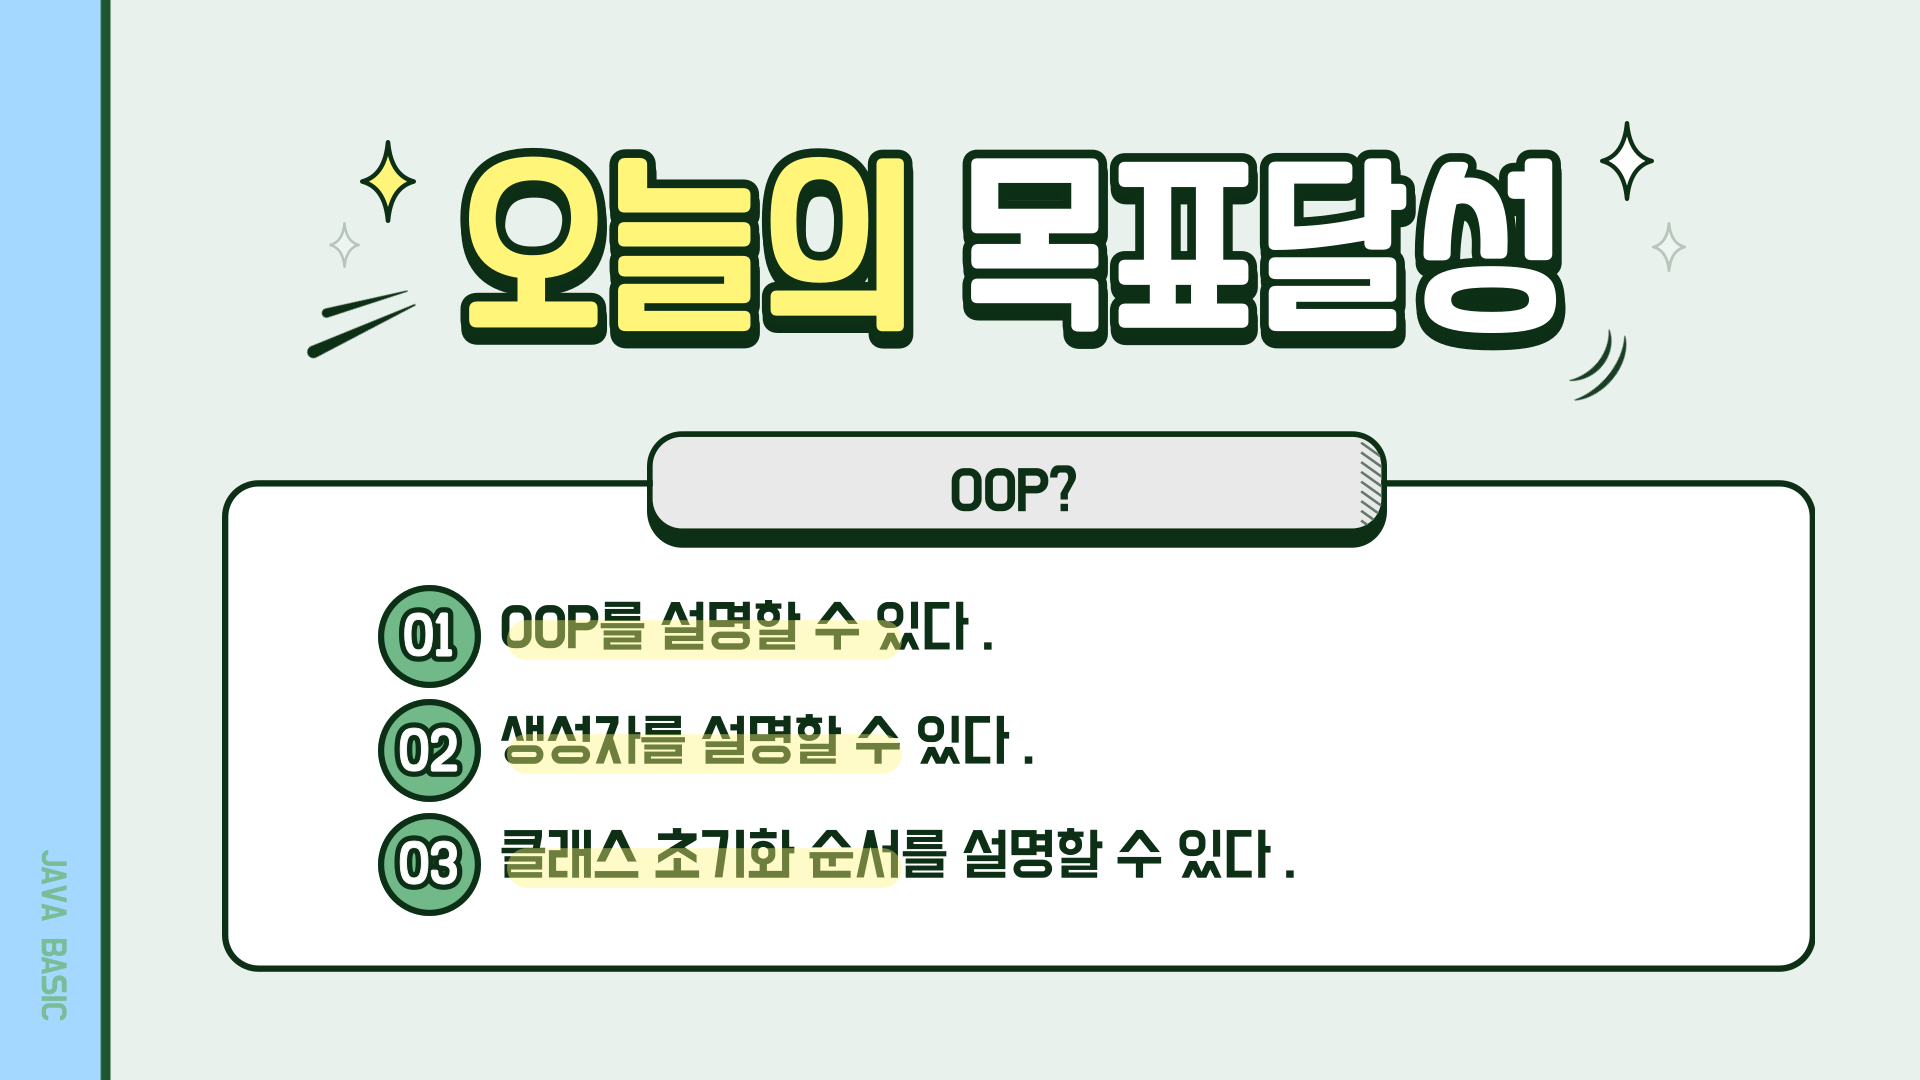 오늘의 목표달성
OOP?
01 OOP를 설명할 수 있다 .
02 생성자를 설명할 수 있다 .
03 클래스 초기화 순서를 설명할 수 있다 .
JAVA BASIC